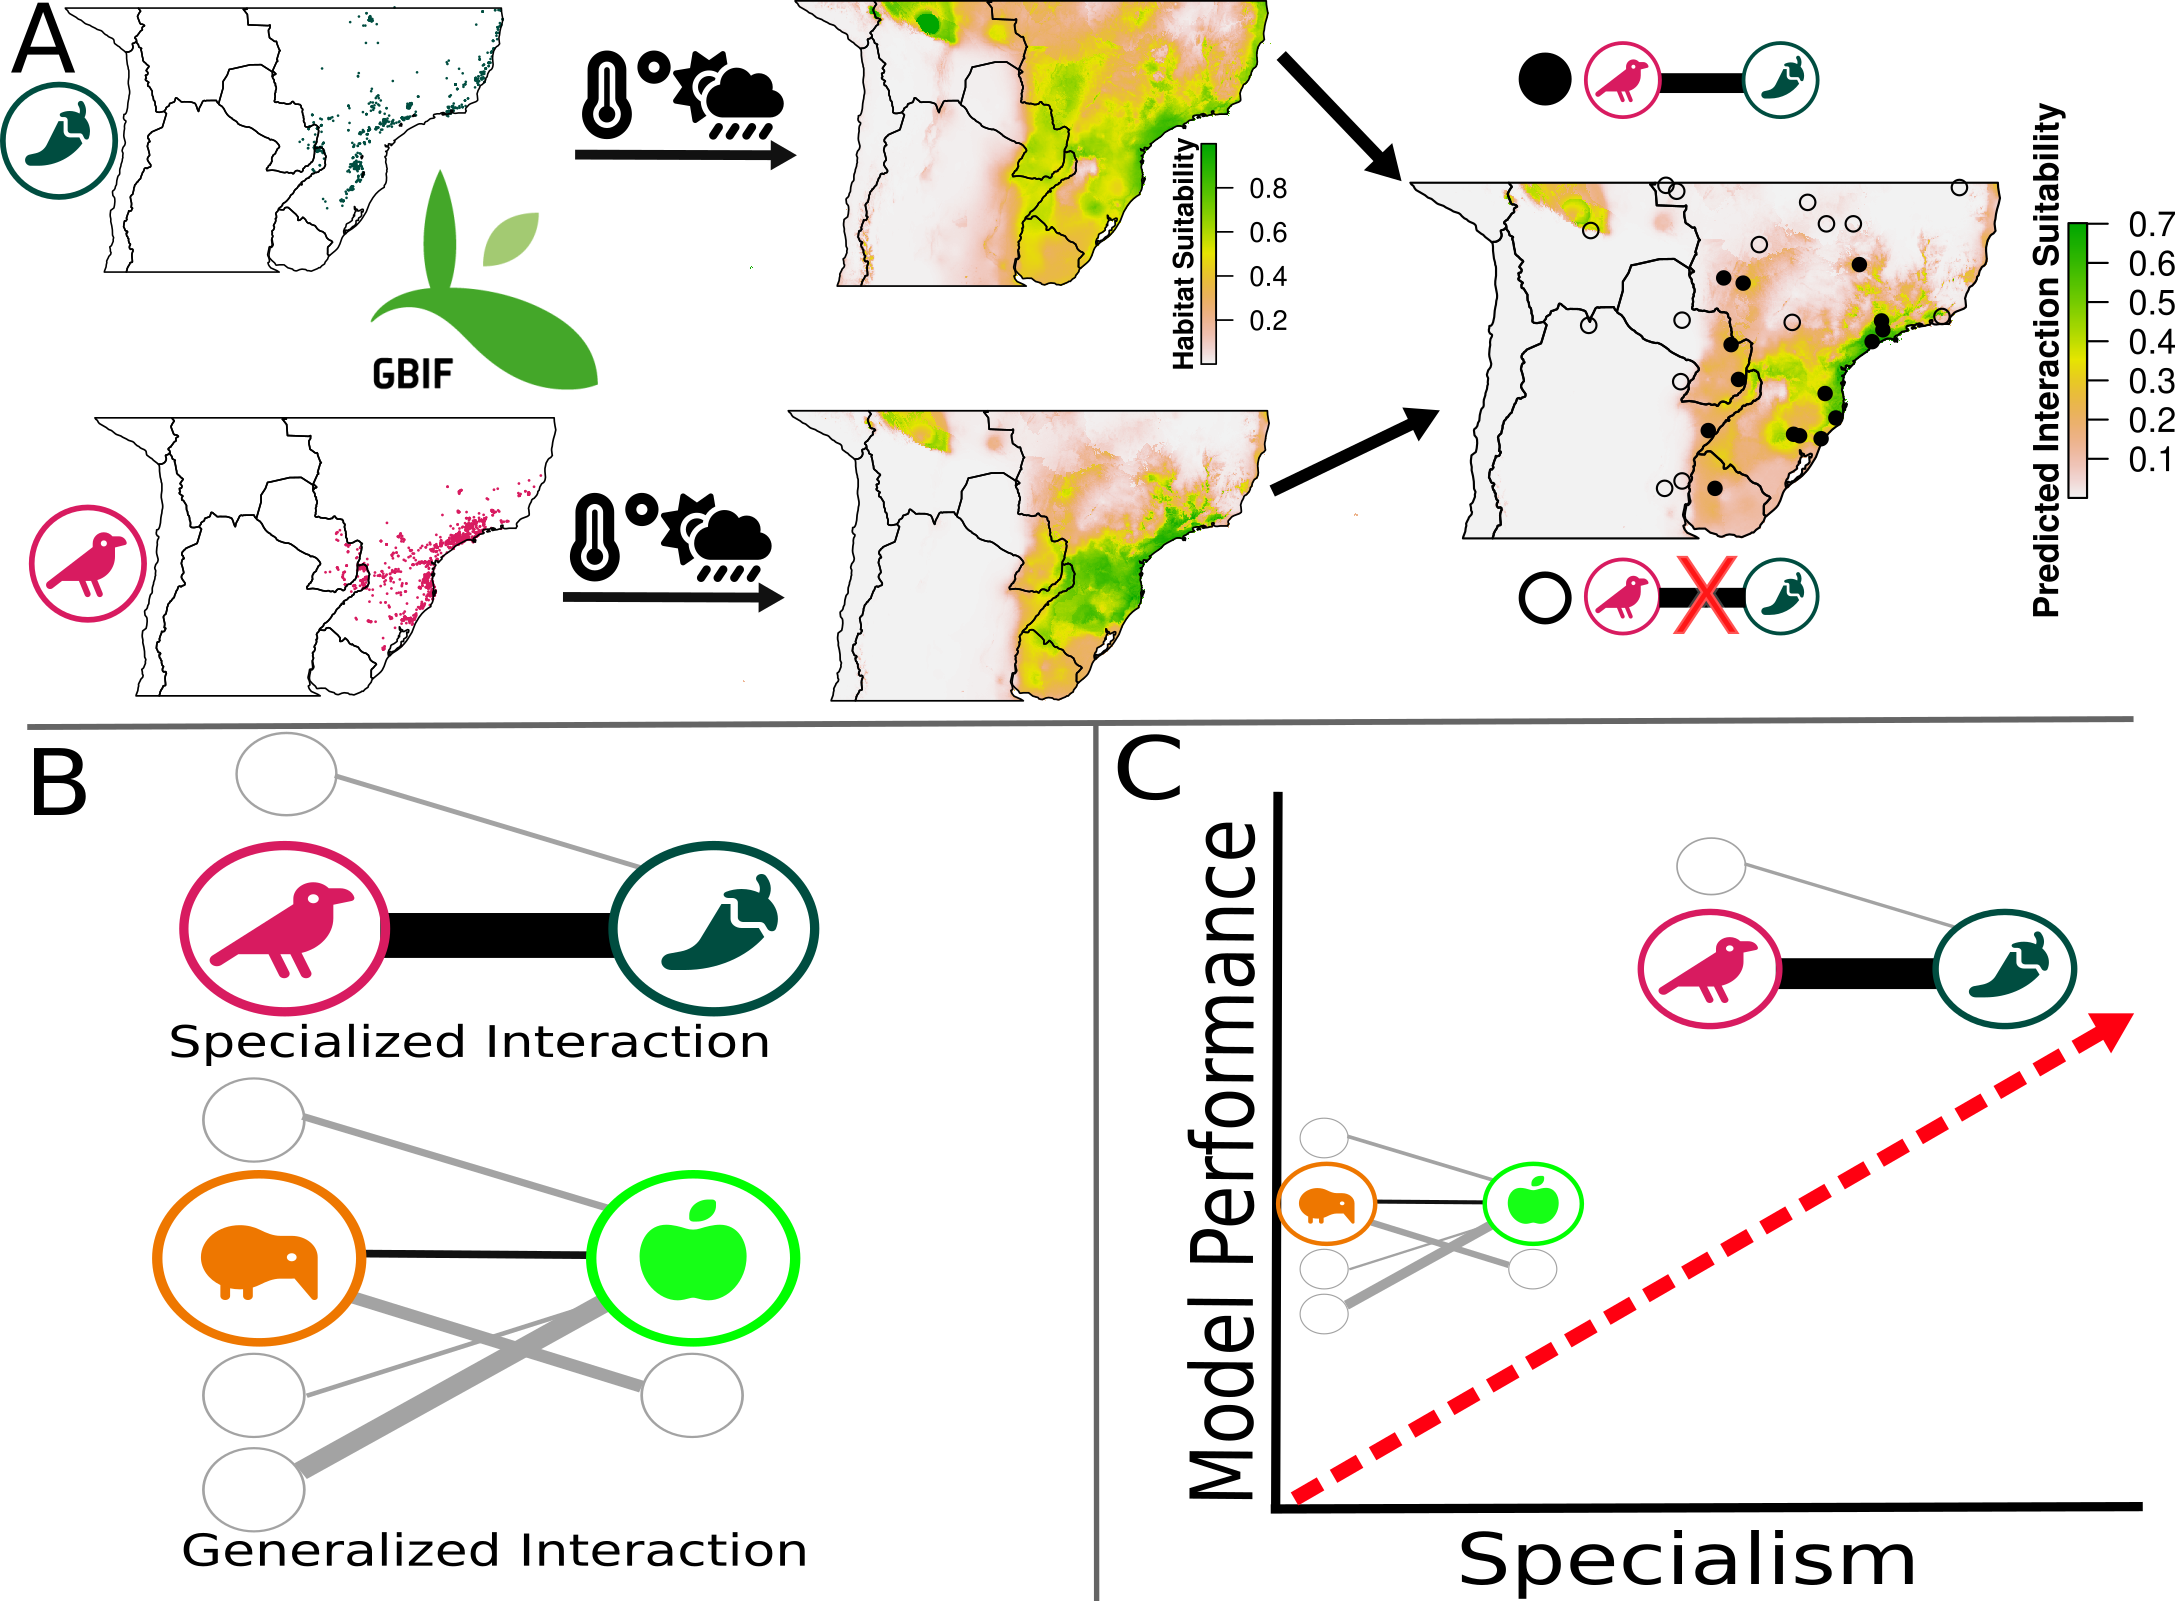 A
GBIF
Habitat Suitability
0.8
0.6
0.4
0.2
Predicted Interaction Suitability
0.7
0.6
0.5
0.4
0.3
0.2
0.1
X
B
Specialized Interaction
Generalized Interaction
C
Model Performance
Specialism